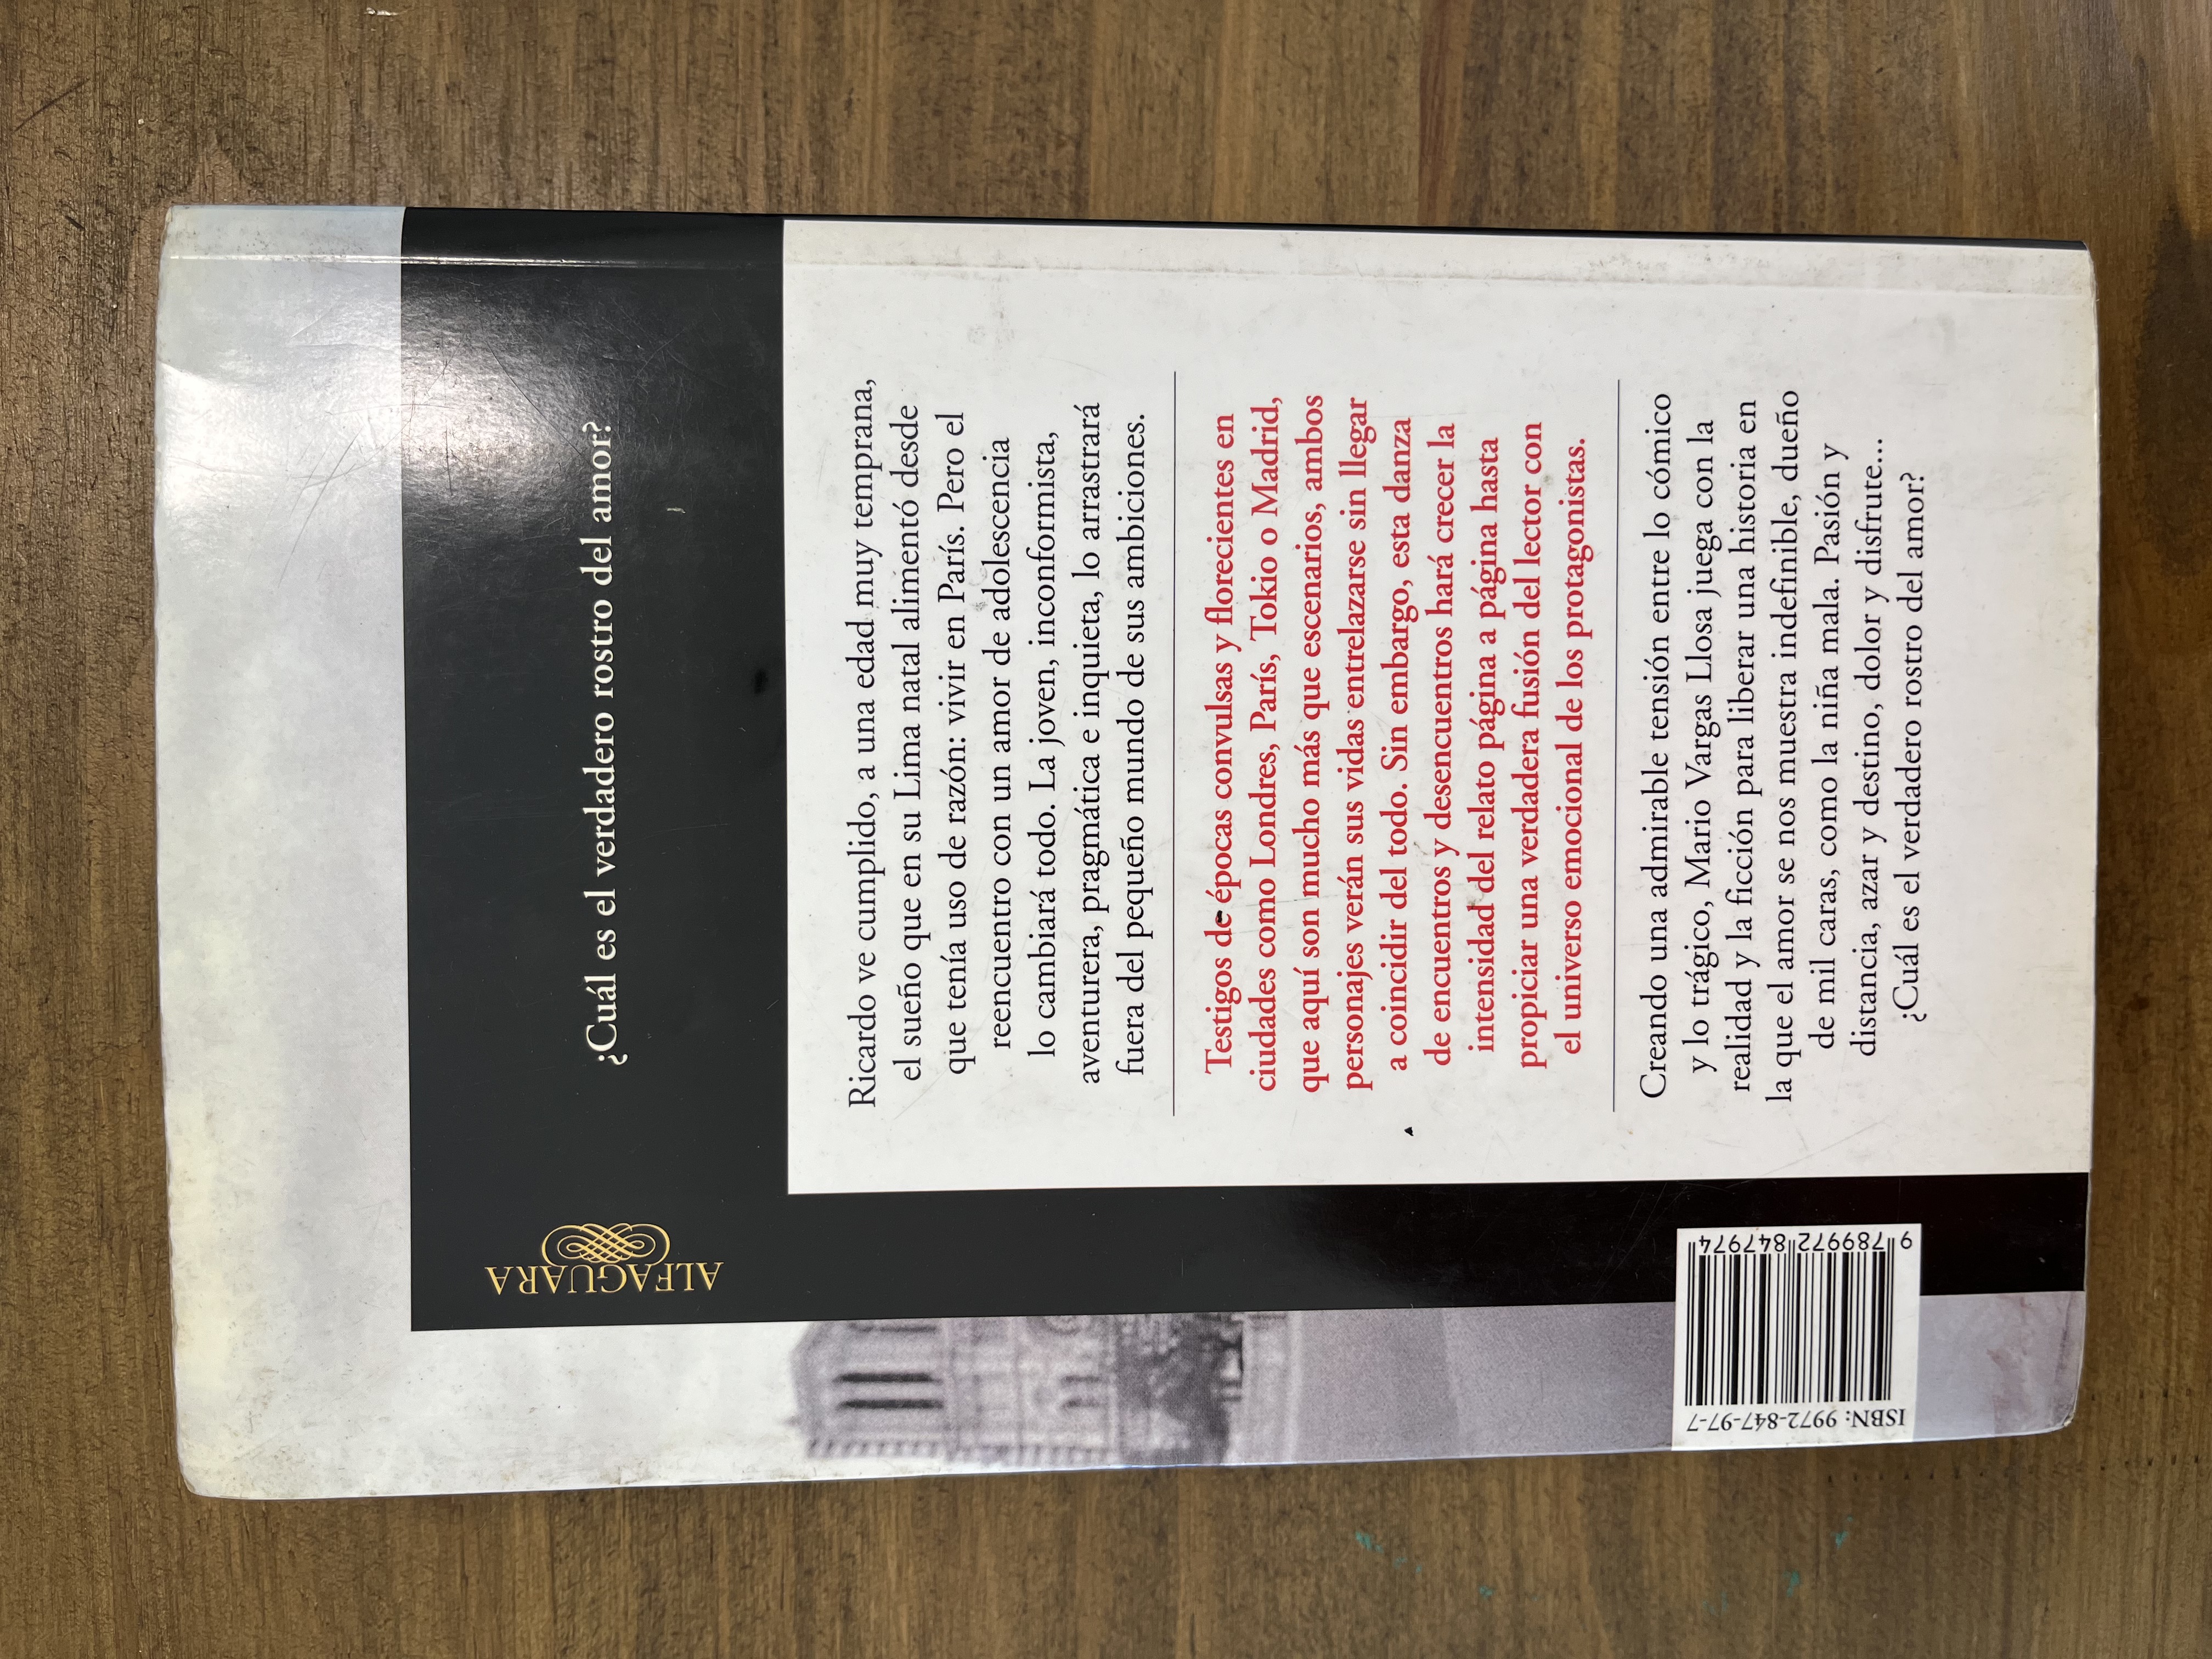 ALFAGUARA
¿Cuál es el verdadero rostro del amor?
Ricardo ve cumplido, a una edad muy temprana,
el sueño que en su Lima natal alimentó desde
que tenía uso de razón: vivir en París. Pero el
reencuentro con un amor de adolescencia
lo cambiará todo. La joven, inconformista,
aventurera, pragmática e inquieta, lo arrastrará
fuera del pequeño mundo de sus ambiciones.
Testigos de épocas convulsas y florecientes en
ciudades como Londres, París, Tokio o Madrid,
que aquí son mucho más que escenarios, ambos
personajes verán sus vidas entrelazarse sin llegar
a coincidir del todo. Sin embargo, esta danza
de encuentros y desencuentros hará crecer la
intensidad del relato página a página hasta
propiciar una verdadera fusión del lector con
el universo emocional de los protagonistas.
Creando una admirable tensión entre lo cómico
y lo trágico, Mario Vargas Llosa juega con la
realidad y la ficción para liberar una historia en
la que el amor se nos muestra indefinible, dueño
de mil caras, como la niña mala. Pasión y
distancia, azar y destino, dolor y disfrute...
¿Cuál es el verdadero rostro del amor?
ISBN: 9972-847-97-7
9 789972 847974